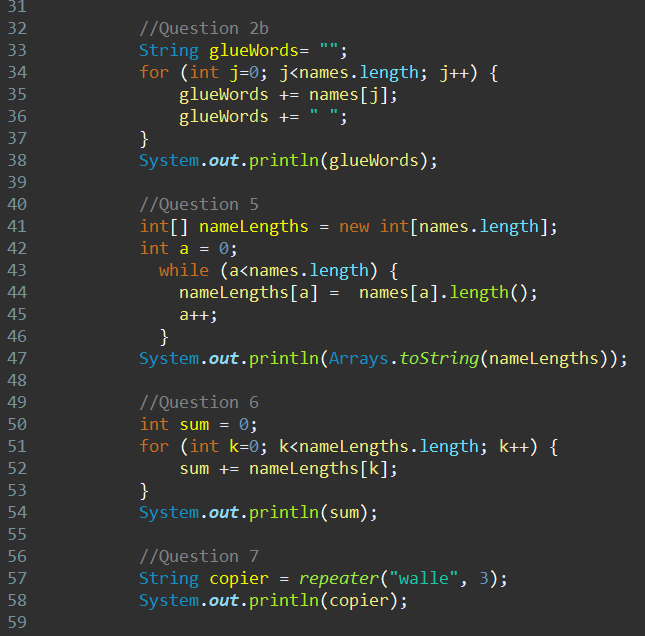 31
32 //Question 2b
33 String glueWords= "";
34 for (int j=0; j<names.length; j++) {
35 glueWords += names[j];
36 glueWords += " ";
37 }
38 System.out.println(glueWords);
39
40 //Question 5
41 int[] nameLengths = new int[names.length];
42 int a = 0;
43 while (a<names.length) {
44 nameLengths[a] =  names[a].length();
45 a++;
46 }
47 System.out.println(Arrays.toString(nameLengths));
48
49 //Question 6
50 int sum = 0;
51 for (int k=0; k<nameLengths.length; k++) {
52 sum += nameLengths[k];
53 }
54 System.out.println(sum);
55
56 //Question 7
57 String copier = repeater("walle", 3);
58 System.out.println(copier);
59